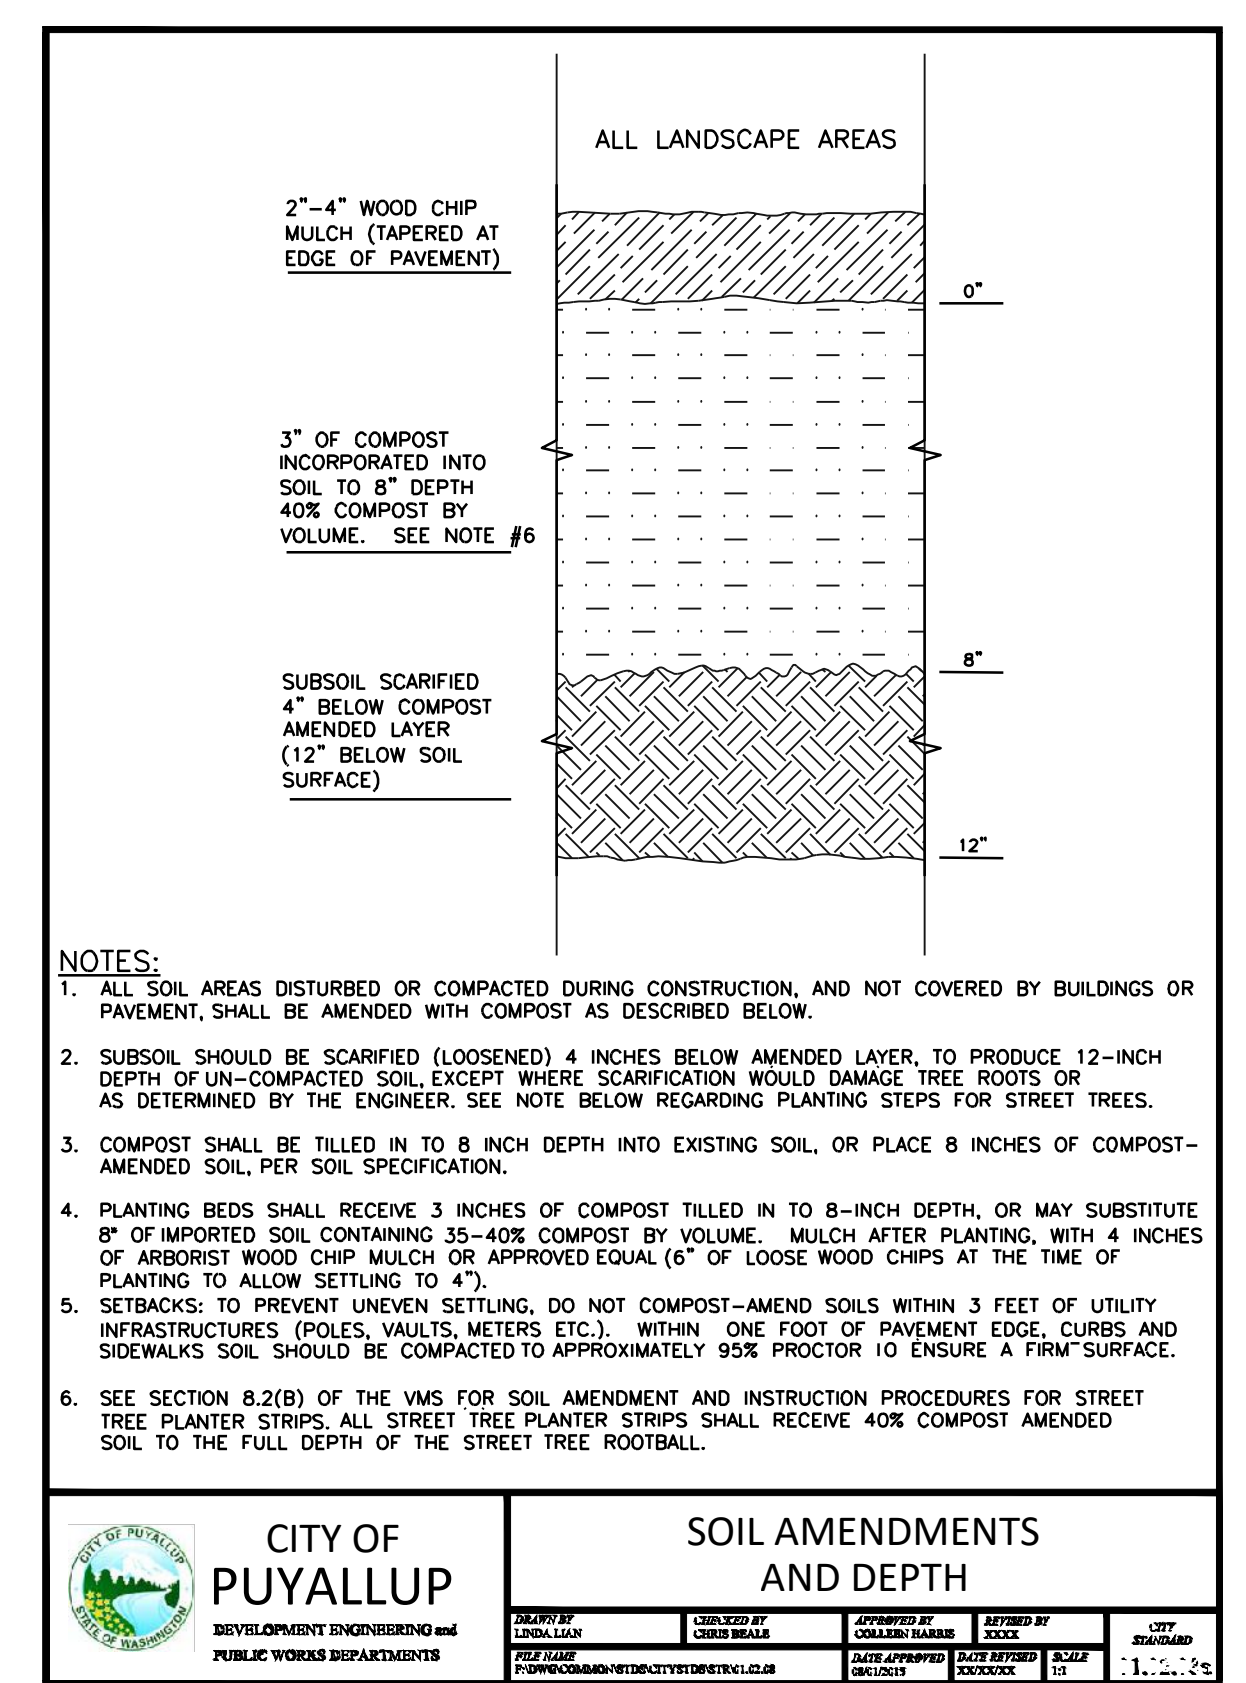 ALL LANDSCAPE AREAS
2"-4" WOOD CHIP
MULCH (TAPERED AT
EDGE OF PAVEMENT)
0"
3" OF COMPOST
INCORPORATED INTO
SOIL TO 8" DEPTH
40% COMPOST BY
VOLUME. SEE NOTE #6
8"
SUBSOIL SCARIFIED
4" BELOW COMPOST
AMENDED LAYER
(12" BELOW SOIL
SURFACE)
12"
NOTES:
1. ALL SOIL AREAS DISTURBED OR COMPACTED DURING CONSTRUCTION, AND NOT COVERED BY BUILDINGS OR
PAVEMENT, SHALL BE AMENDED WITH COMPOST AS DESCRIBED BELOW.
2. SUBSOIL SHOULD BE SCARIFIED (LOOSENED) 4 INCHES BELOW AMENDED LAYER, TO PRODUCE 12-INCH
DEPTH OF UN-COMPACTED SOIL, EXCEPT WHERE SCARIFICATION WOULD DAMAGE TREE ROOTS OR
AS DETERMINED BY THE ENGINEER. SEE NOTE BELOW REGARDING PLANTING STEPS FOR STREET TREES.
3. COMPOST SHALL BE TILLED IN TO 8 INCH DEPTH INTO EXISTING SOIL, OR PLACE 8 INCHES OF COMPOST-
AMENDED SOIL, PER SOIL SPECIFICATION.
4. PLANTING BEDS SHALL RECEIVE 3 INCHES OF COMPOST TILLED IN TO 8-INCH DEPTH, OR MAY SUBSTITUTE
8" OF IMPORTED SOIL CONTAINING 35-40% COMPOST BY VOLUME. MULCH AFTER PLANTING, WITH 4 INCHES
OF ARBORIST WOOD CHIP MULCH OR APPROVED EQUAL (6" OF LOOSE WOOD CHIPS AT THE TIME OF
PLANTING TO ALLOW SETTLING TO 4").
5. SETBACKS: TO PREVENT UNEVEN SETTLING, DO NOT COMPOST-AMEND SOILS WITHIN 3 FEET OF UTILITY
INFRASTRUCTURES (POLES, VAULTS, METERS ETC.). WITHIN ONE FOOT OF PAVEMENT EDGE, CURBS AND
SIDEWALKS SOIL SHOULD BE COMPACTED TO APPROXIMATELY 95% PROCTOR TO ENSURE A FIRM SURFACE.
6. SEE SECTION 8.2(B) OF THE VMS FOR SOIL AMENDMENT AND INSTRUCTION PROCEDURES FOR STREET
TREE PLANTER STRIPS. ALL STREET TREE PLANTER STRIPS SHALL RECEIVE 40% COMPOST AMENDED
SOIL TO THE FULL DEPTH OF THE STREET TREE ROOTBALL.
CITY OF PUYALLUP
STATE OF WASHINGTON
CITY OF
PUYALLUP
DEVELOPMENT ENGINEERING and
PUBLIC WORKS DEPARTMENTS
SOIL AMENDMENTS
AND DEPTH
DRAWN BY
LINDA LIAN
CHECKED BY
CHRIS BEALE
APPROVED BY
COLLEEN HARRIS
REVISED BY
XXXX
FILE NAME
F:\DWG\COMMON\STDS\CITYSTDS\STR\01.02.08
DATE APPROVED
DATE REVISED
XX/XX/XX
SCALE
1:1
CITY
STANDARD